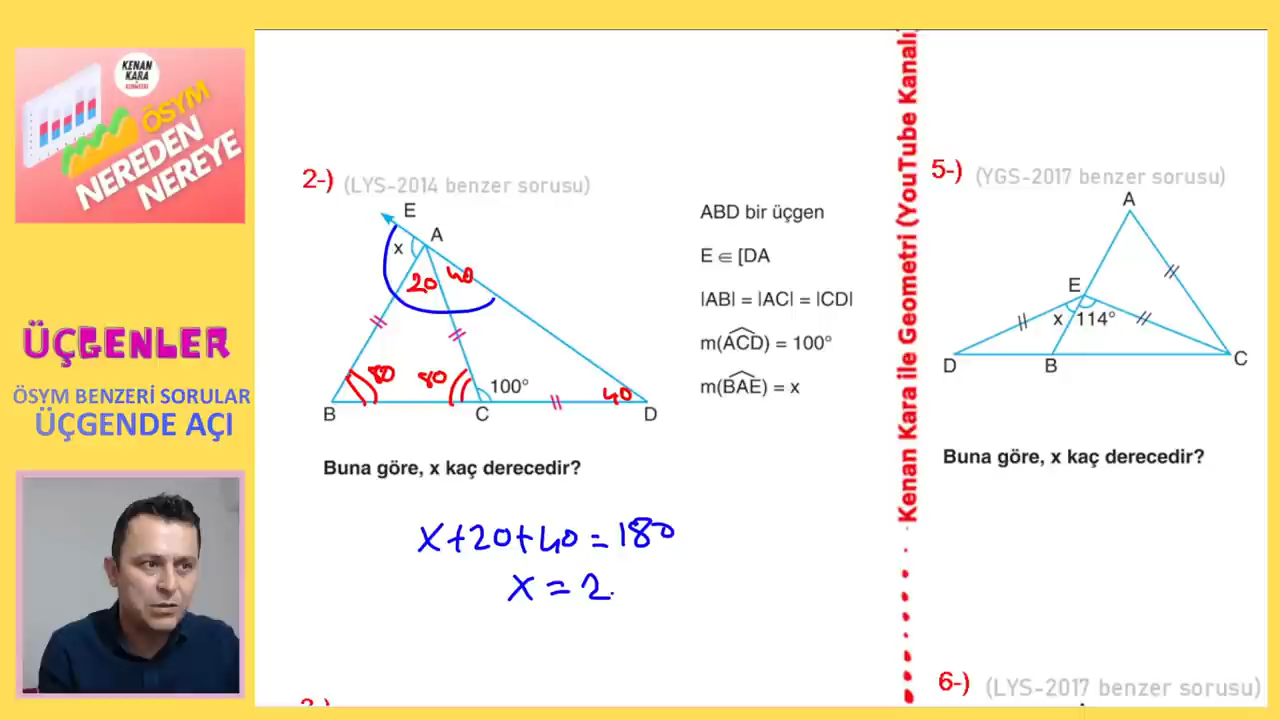 KENAN
KARA
ÖSYM
NEREDEN
NEREYE
ÜÇGENLER
ÖSYM BENZERİ SORULAR
ÜÇGENDE AÇI
2-) (LYS-2014 benzer sorusu)
E
A
x
20
40
80
80
100°
40
B
C
D
ABD bir üçgen
E ∈ [DA
|AB| = |AC| = |CD|
m(ACD) = 100°
m(BAE) = x
Buna göre, x kaç derecedir?
x+20+40=180
x=2
Kenan Kara ile Geometri (YouTube Kanalı
5-) (YGS-2017 benzer sorusu)
A
E
x
114°
D
B
C
Buna göre, x kaç derecedir?
6-) (LYS-2017 benzer sorusu)